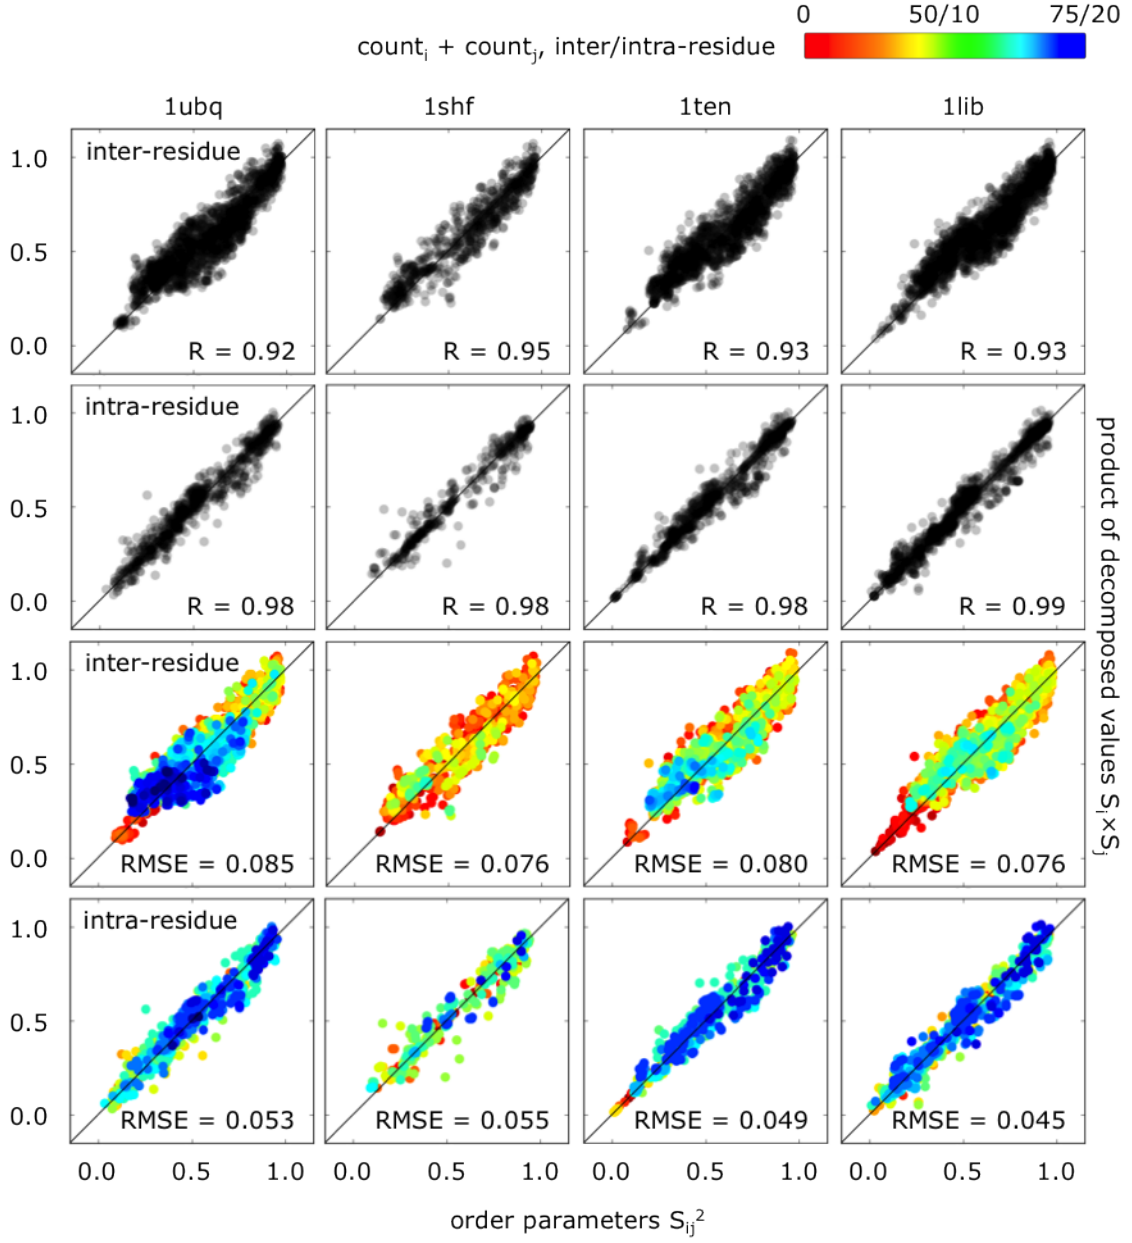 0 50/10 75/20
count_i + count_j, inter/intra-residue
1ubq 1shf 1ten 1lib
inter-residue
1.0
0.5
0.0
R = 0.92 R = 0.95 R = 0.93 R = 0.93
intra-residue
1.0
0.5
0.0
R = 0.98 R = 0.98 R = 0.98 R = 0.99
inter-residue
1.0
0.5
0.0
RMSE = 0.085 RMSE = 0.076 RMSE = 0.080 RMSE = 0.076
intra-residue
1.0
0.5
0.0
RMSE = 0.053 RMSE = 0.055 RMSE = 0.049 RMSE = 0.045
0.0 0.5 1.0 0.0 0.5 1.0 0.0 0.5 1.0 0.0 0.5 1.0
order parameters S_ij²
product of decomposed values S_i×S_j